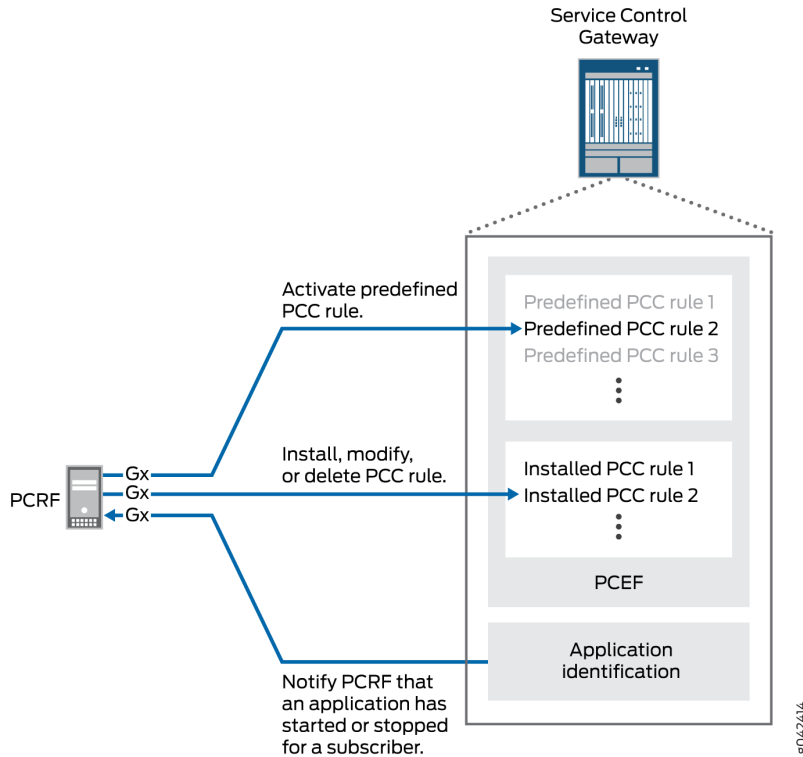 Service Control
Gateway
Activate predefined
PCC rule.
Predefined PCC rule 1
Predefined PCC rule 2
Predefined PCC rule 3
Install, modify,
or delete PCC rule.
Installed PCC rule 1
Installed PCC rule 2
PCRF
Gx
Gx
Gx
PCEF
Application
identification
Notify PCRF that
an application has
started or stopped
for a subscriber.
g042414